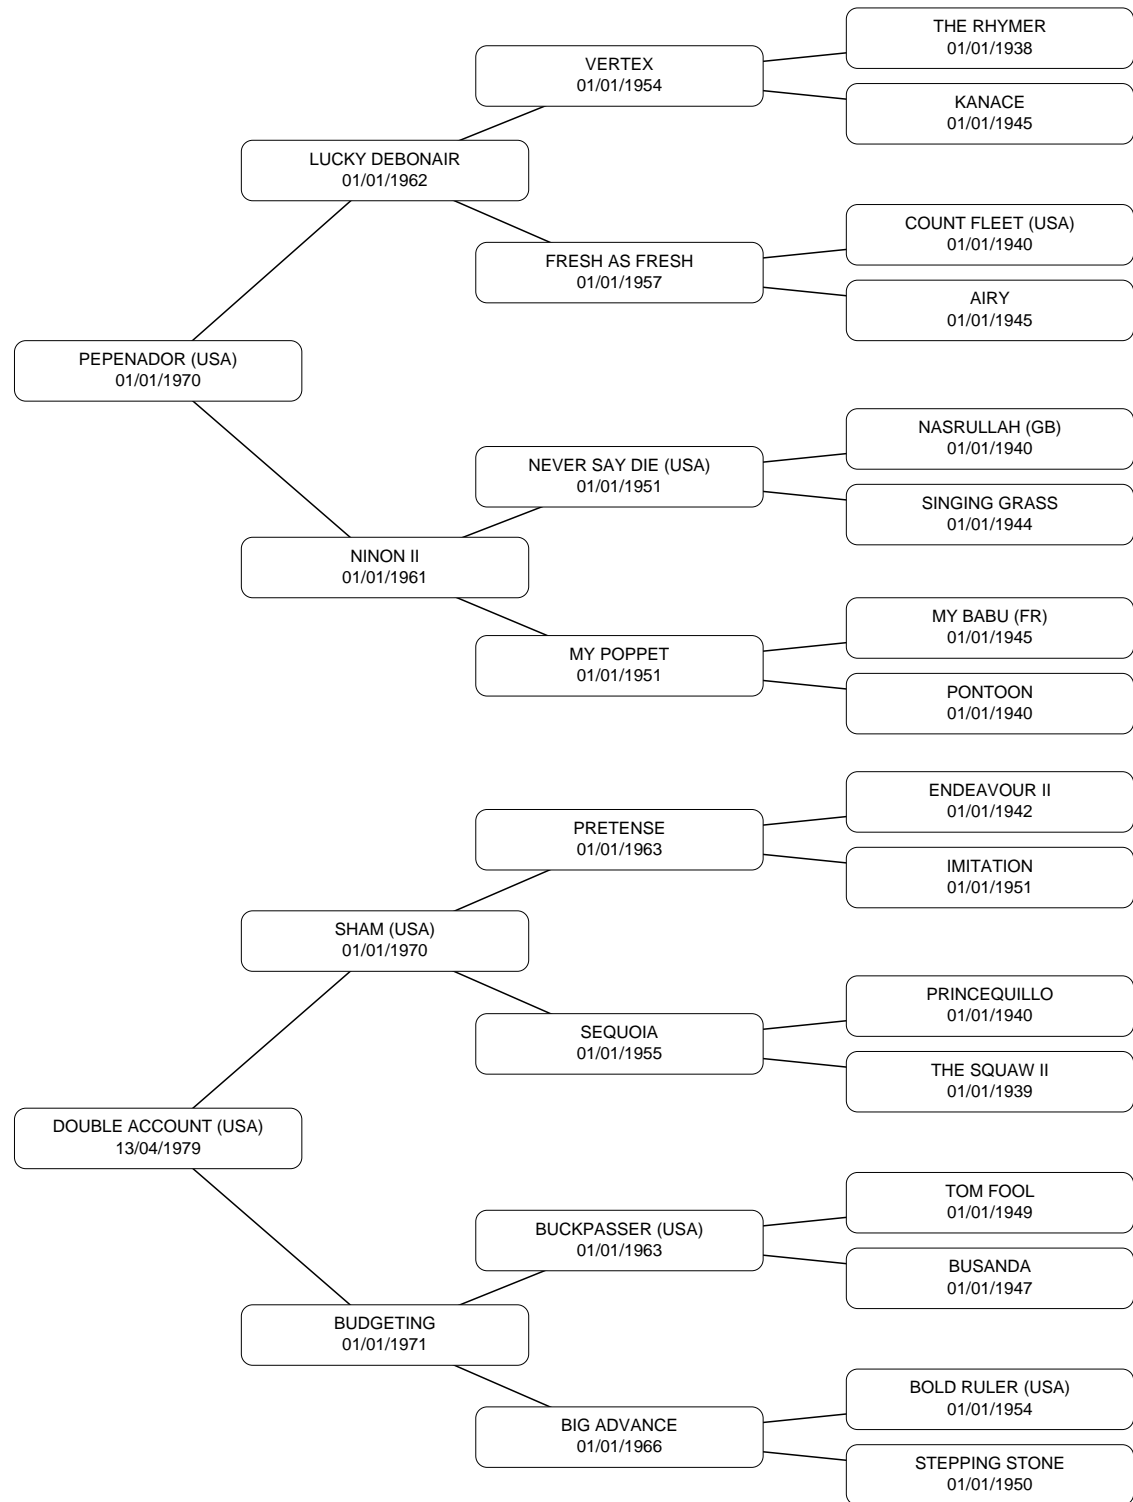 THE RHYMER
01/01/1938
VERTEX
01/01/1954
KANACE
01/01/1945
LUCKY DEBONAIR
01/01/1962
COUNT FLEET (USA)
01/01/1940
FRESH AS FRESH
01/01/1957
AIRY
01/01/1945
PEPENADOR (USA)
01/01/1970
NASRULLAH (GB)
01/01/1940
NEVER SAY DIE (USA)
01/01/1951
SINGING GRASS
01/01/1944
NINON II
01/01/1961
MY BABU (FR)
01/01/1945
MY POPPET
01/01/1951
PONTOON
01/01/1940
ENDEAVOUR II
01/01/1942
PRETENSE
01/01/1963
IMITATION
01/01/1951
SHAM (USA)
01/01/1970
PRINCEQUILLO
01/01/1940
SEQUOIA
01/01/1955
THE SQUAW II
01/01/1939
DOUBLE ACCOUNT (USA)
13/04/1979
TOM FOOL
01/01/1949
BUCKPASSER (USA)
01/01/1963
BUSANDA
01/01/1947
BUDGETING
01/01/1971
BOLD RULER (USA)
01/01/1954
BIG ADVANCE
01/01/1966
STEPPING STONE
01/01/1950